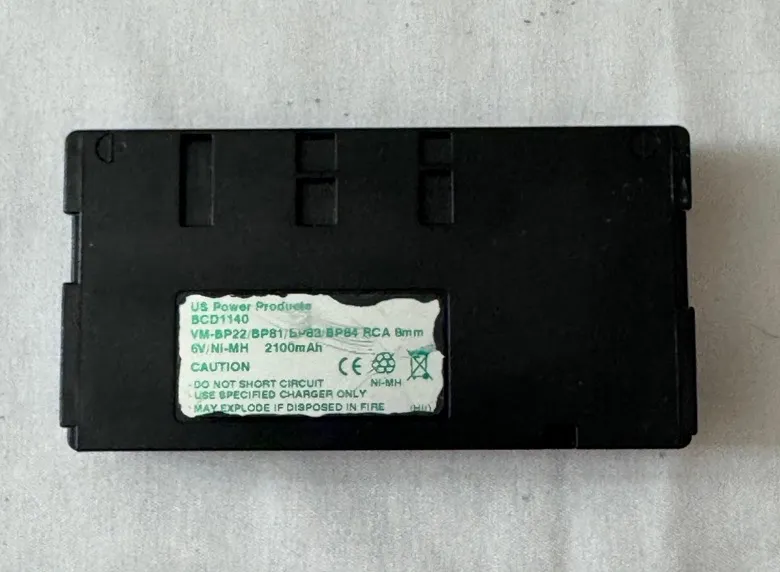 US Power Products
BCD1140
VM-BP22/BP81/BP83/BP84 RCA 8mm
6V/Ni-MH 2100mAh
CAUTION
CE
Ni-MH
· DO NOT SHORT CIRCUIT
· USE SPECIFIED CHARGER ONLY
· MAY EXPLODE IF DISPOSED IN FIRE